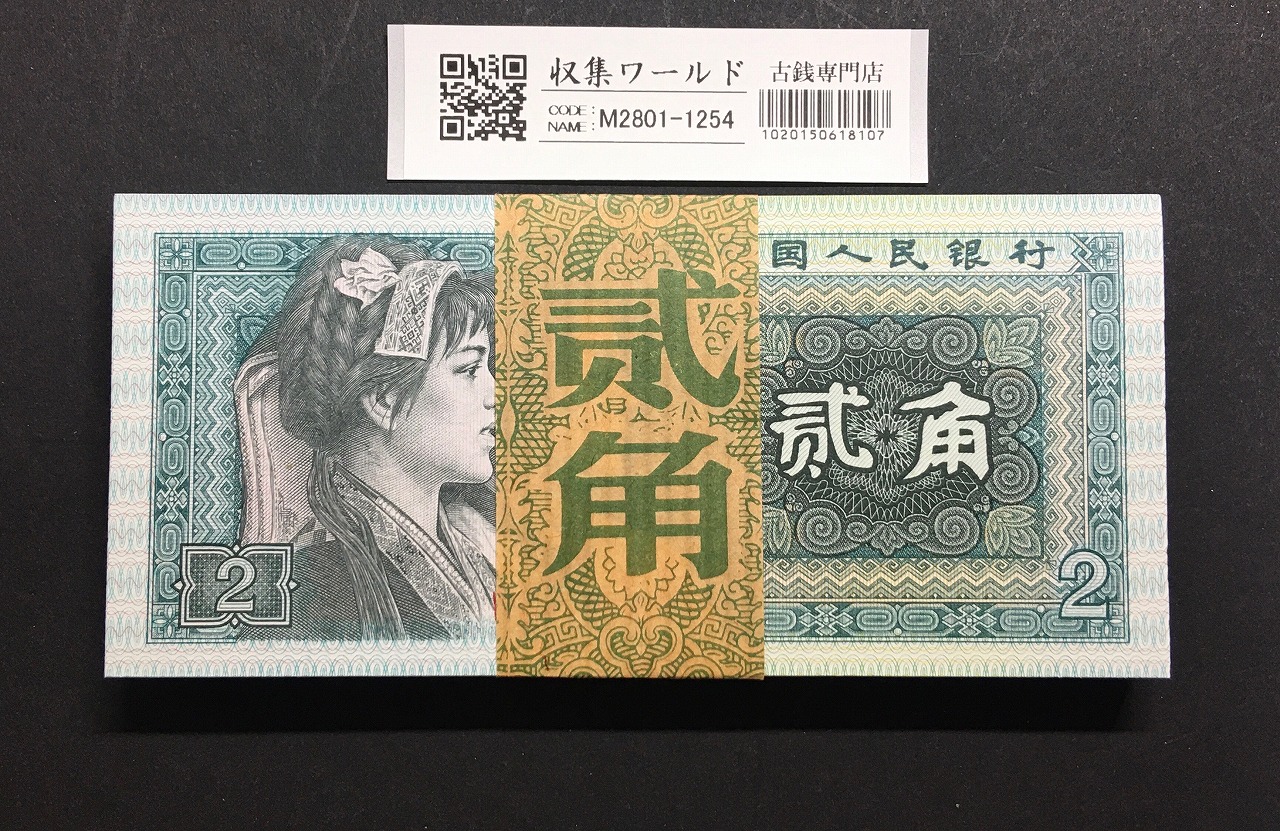 収集ワールド
古銭専門店
CODE:
NAME:
M2801-1254
1020150618107
国人民银行
贰角
贰
角
2
2